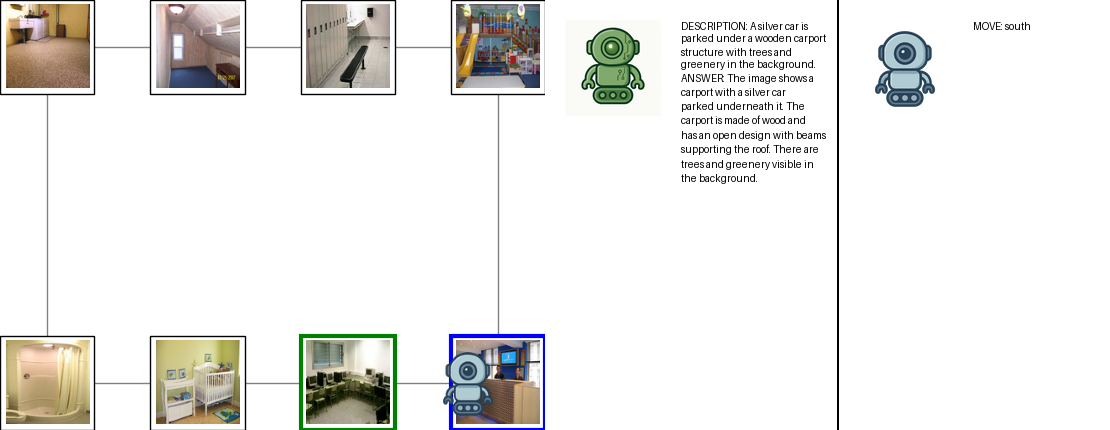 DESCRIPTION: A silver car is
parked under a wooden carport
structure with trees and
greenery in the background.
ANSWER: The image shows a
carport with a silver car
parked underneath it. The
carport is made of wood and
has an open design with beams
supporting the roof. There are
trees and greenery visible in
the background.
MOVE: south